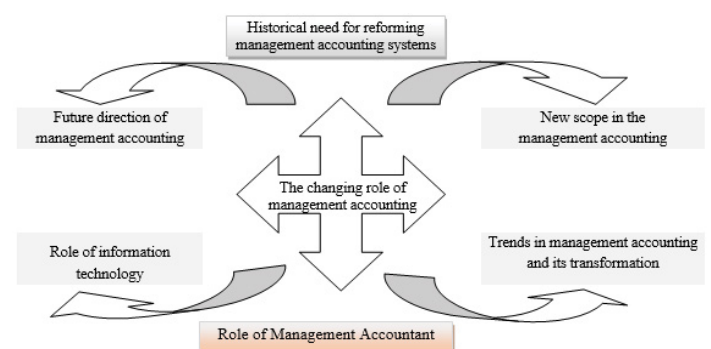 Historical need for reforming
management accounting systems
Future direction of
management accounting
New scope in the
management accounting
The changing role of
management accounting
Role of information
technology
Trends in management accounting
and its transformation
Role of Management Accountant